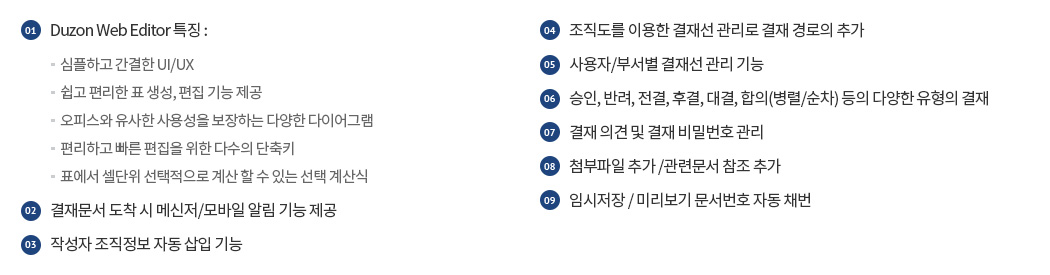 01 Duzon Web Editor 특징 :
심플하고 간결한 UI/UX
쉽고 편리한 표 생성, 편집 기능 제공
오피스와 유사한 사용성을 보장하는 다양한 다이어그램
편리하고 빠른 편집을 위한 다수의 단축키
표에서 셀단위 선택적으로 계산 할 수 있는 선택 계산식
02 결재문서 도착 시 메신저/모바일 알림 기능 제공
03 작성자 조직정보 자동 삽입 기능
04 조직도를 이용한 결재선 관리로 결재 경로의 추가
05 사용자/부서별 결재선 관리 기능
06 승인, 반려, 전결, 후결, 대결, 합의(병렬/순차) 등의 다양한 유형의 결재
07 결재 의견 및 결재 비밀번호 관리
08 첨부파일 추가 /관련문서 참조 추가
09 임시저장 / 미리보기 문서번호 자동 채번